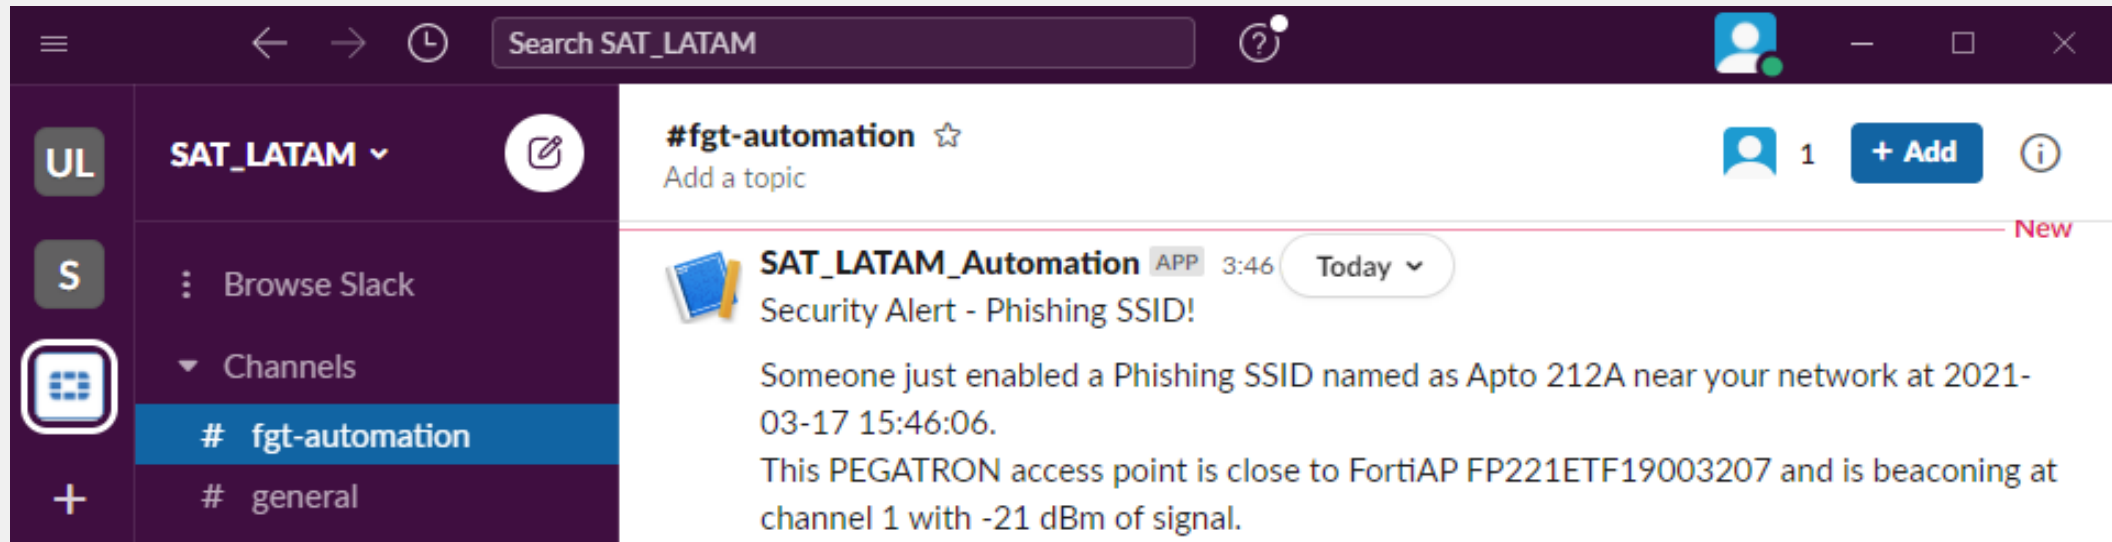 Search SAT_LATAM
UL
S
+
SAT_LATAM
Browse Slack
Channels
# fgt-automation
# general
#fgt-automation
Add a topic
1
+ Add
New
SAT_LATAM_Automation APP 3:46
Today
Security Alert - Phishing SSID!
Someone just enabled a Phishing SSID named as Apto 212A near your network at 2021-
03-17 15:46:06.
This PEGATRON access point is close to FortiAP FP221ETF19003207 and is beaconing at
channel 1 with -21 dBm of signal.